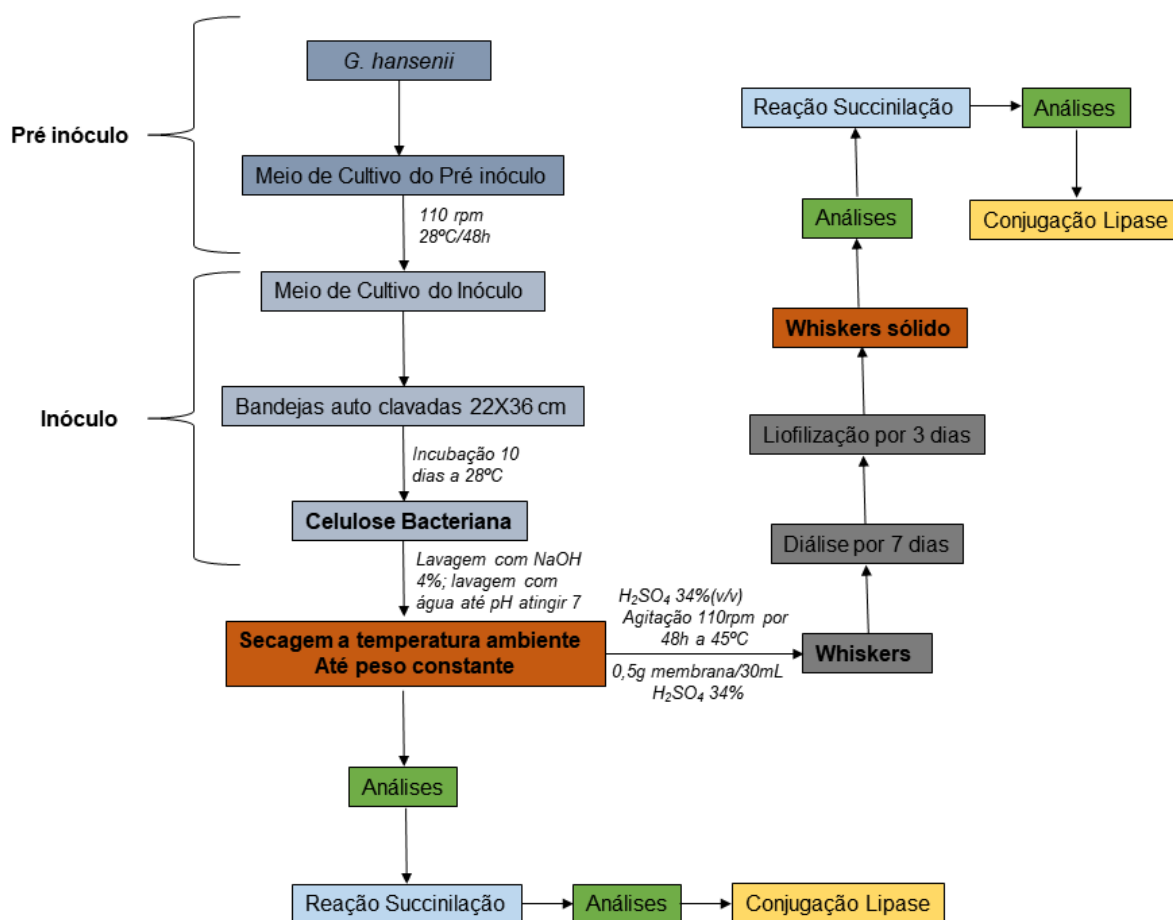 G. hansenii
Pré inóculo
Meio de Cultivo do Pré inóculo
110 rpm
28ºC/48h
Meio de Cultivo do Inóculo
Inóculo
Bandejas auto clavadas 22X36 cm
Incubação 10
dias a 28ºC
Celulose Bacteriana
Lavagem com NaOH
4%; lavagem com
água até pH atingir 7
Secagem a temperatura ambiente
Até peso constante
H₂SO₄ 34%(v/v)
Agitação 110rpm por
48h a 45ºC
0,5g membrana/30mL
H₂SO₄ 34%
Whiskers
Diálise por 7 dias
Liofilização por 3 dias
Whiskers sólido
Análises
Reação Succinilação
Análises
Conjugação Lipase
Análises
Reação Succinilação
Análises
Conjugação Lipase